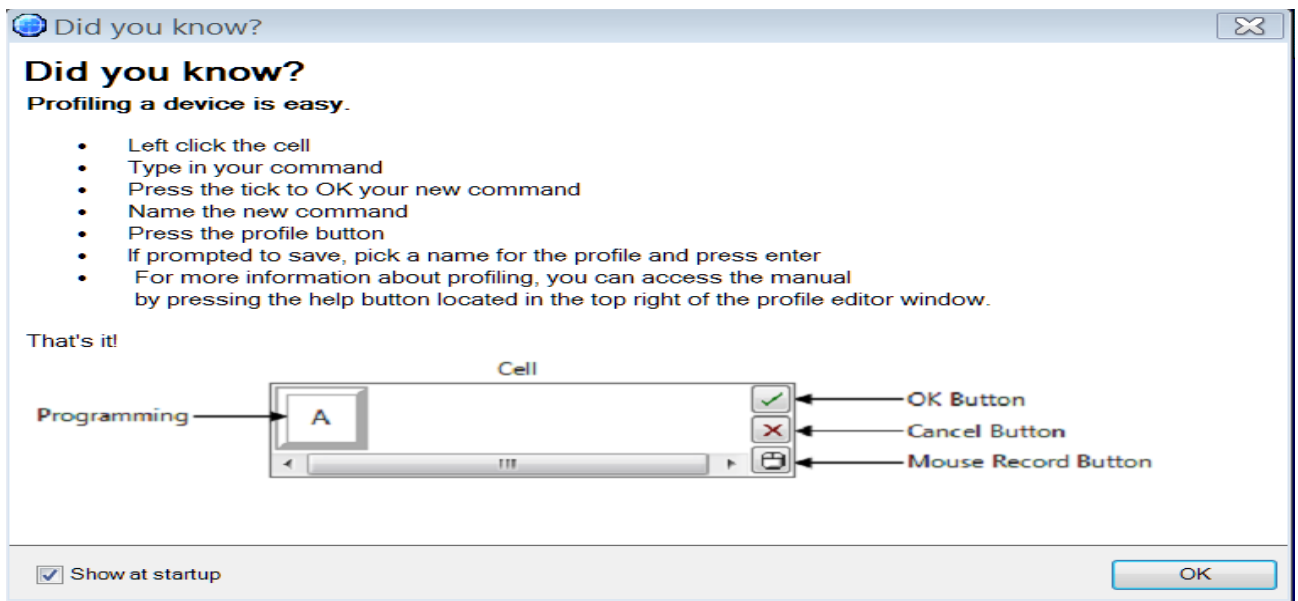 Did you know?
Did you know?
Profiling a device is easy.
• Left click the cell
• Type in your command
• Press the tick to OK your new command
• Name the new command
• Press the profile button
• If prompted to save, pick a name for the profile and press enter
• For more information about profiling, you can access the manual
by pressing the help button located in the top right of the profile editor window.
That's it!
Cell
Programming
A
OK Button
Cancel Button
Mouse Record Button
Show at startup
OK